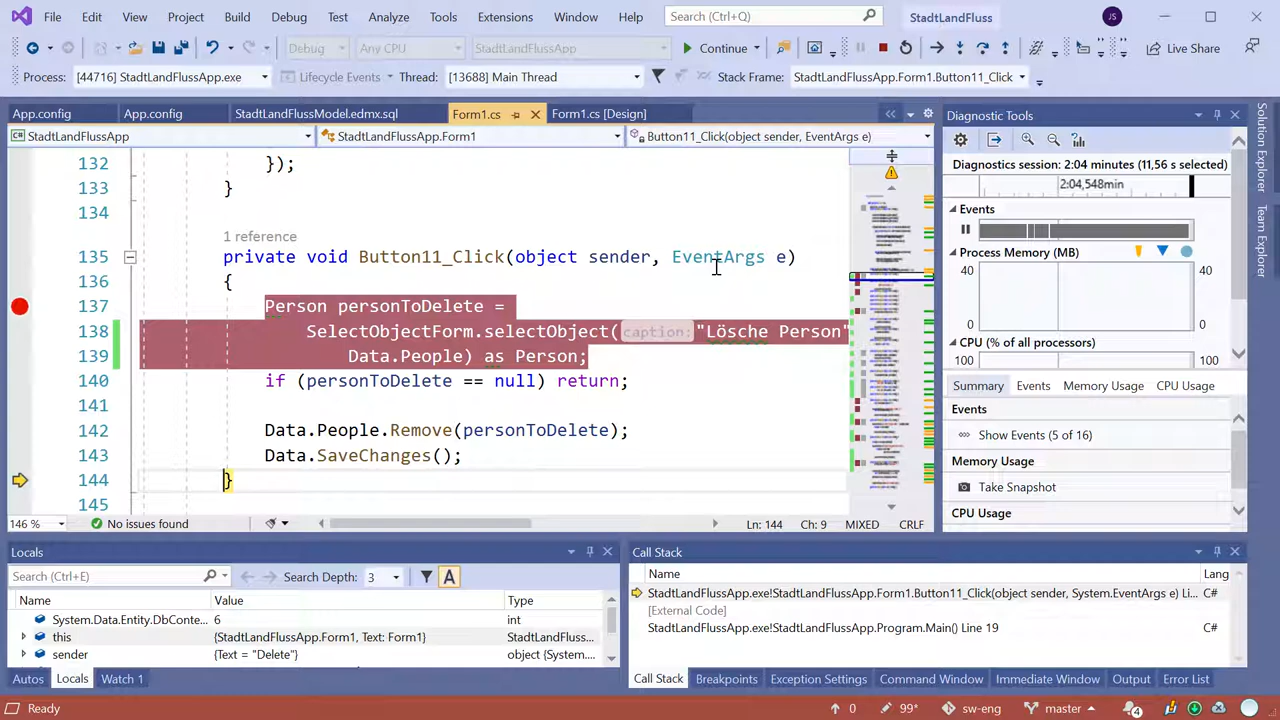 File Edit View Project Build Debug Test Analyze Tools Extensions Window Help Search (Ctrl+Q) StadtLandFluss JS
Debug Any CPU StadtLandFlussApp Continue Live Share
Process: [44716] StadtLandFlussApp.exe Lifecycle Events Thread: [13688] Main Thread Stack Frame: StadtLandFlussApp.Form1.Button11_Click
App.config App.config StadtLandFlussModel.edmx.sql Form1.cs Form1.cs [Design]
StadtLandFlussApp StadtLandFlussApp.Form1 Button11_Click(object sender, EventArgs e)
132 });
133 }
134
1 reference
135 private void Button11_Click(object sender, EventArgs e)
136 {
137 Person personToDelete =
138 SelectObjectForm.selectObject(caption: "Lösche Person"
139 Data.People) as Person;
140 if (personToDelete == null) return;
141
142 Data.People.Remove(personToDelete);
143 Data.SaveChanges();
144 }
145
146 % No issues found Ln: 144 Ch: 9 MIXED CRLF
Diagnostic Tools
Diagnostics session: 2:04 minutes (11,56 s selected)
2:04,548min
Events
Process Memory (MB)
40 40
0 0
CPU (% of all processors)
100 100
Summary Events Memory Usage CPU Usage
Events
Show Events (of 16)
Memory Usage
Take Snapshot
CPU Usage
Solution Explorer
Team Explorer
Locals
Search (Ctrl+E) Search Depth: 3 A
Name Value Type
System.Data.Entity.DbConte... 6 int
this {StadtLandFlussApp.Form1, Text: Form1} StadtLandFluss...
sender {Text = "Delete"} object {System....
Autos Locals Watch 1
Call Stack
Name Lang
StadtLandFlussApp.exe!StadtLandFlussApp.Form1.Button11_Click(object sender, System.EventArgs e) Li... C#
[External Code]
StadtLandFlussApp.exe!StadtLandFlussApp.Program.Main() Line 19 C#
Call Stack Breakpoints Exception Settings Command Window Immediate Window Output Error List
Ready 0 99* sw-eng master 4